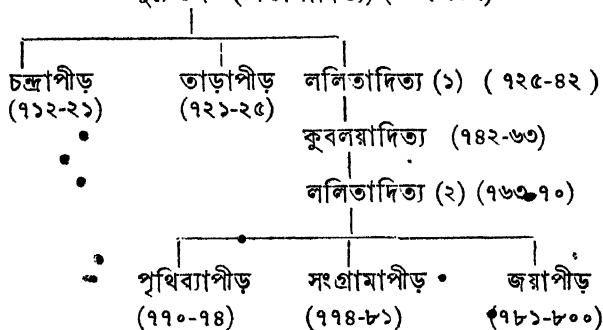 চন্দ্রাপীড় তাড়াপীড় ললিতাদিত্য (১) (৭২৫-৪২)
(৭১২-২১) (৭২১-২৫)
কুবলয়াদিত্য (৭৪২-৬৩)
ললিতাদিত্য (২) (৭৬৩-৭০)
পৃথিব্যাপীড় সংগ্রামাপীড় জয়াপীড়
(৭৭০-৭৪) (৭৭৪-৮১) (৭৮১-৮০০)